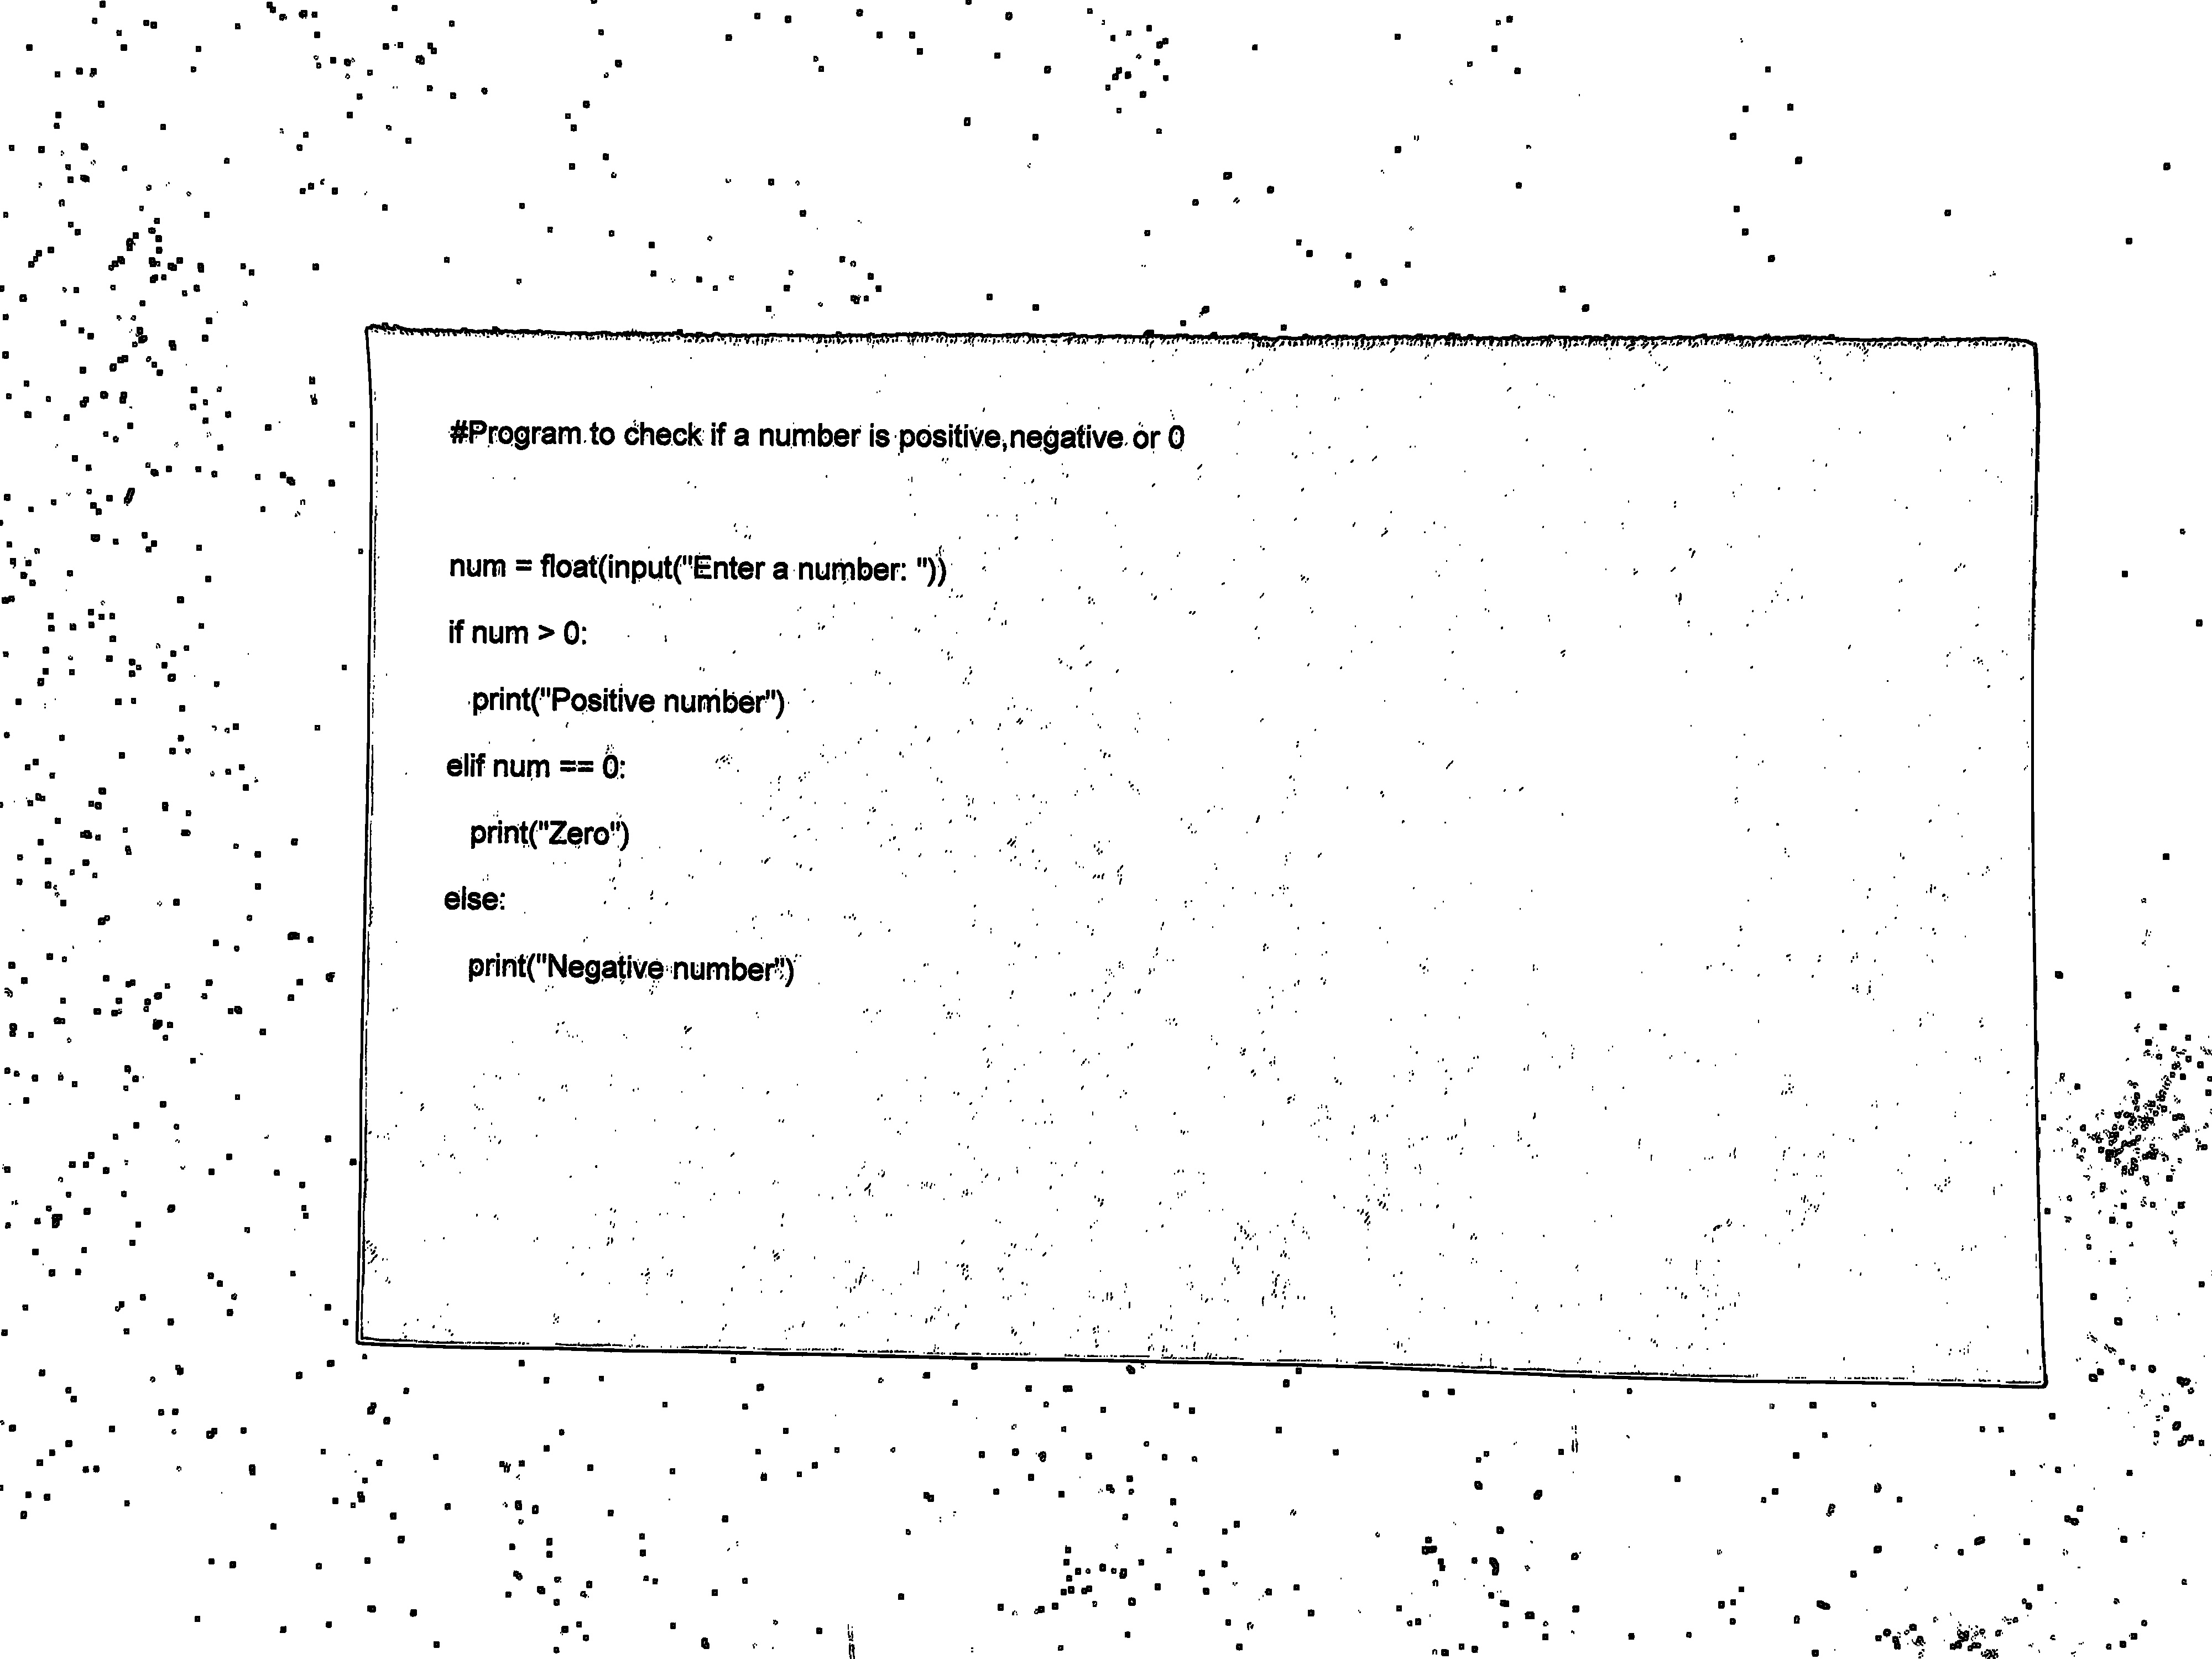 #Program to check if a number is positive,negative or 0
num = float(input("Enter a number: "))
if num > 0:
print("Positive number")
elif num == 0:
print("Zero")
else:
print("Negative number")